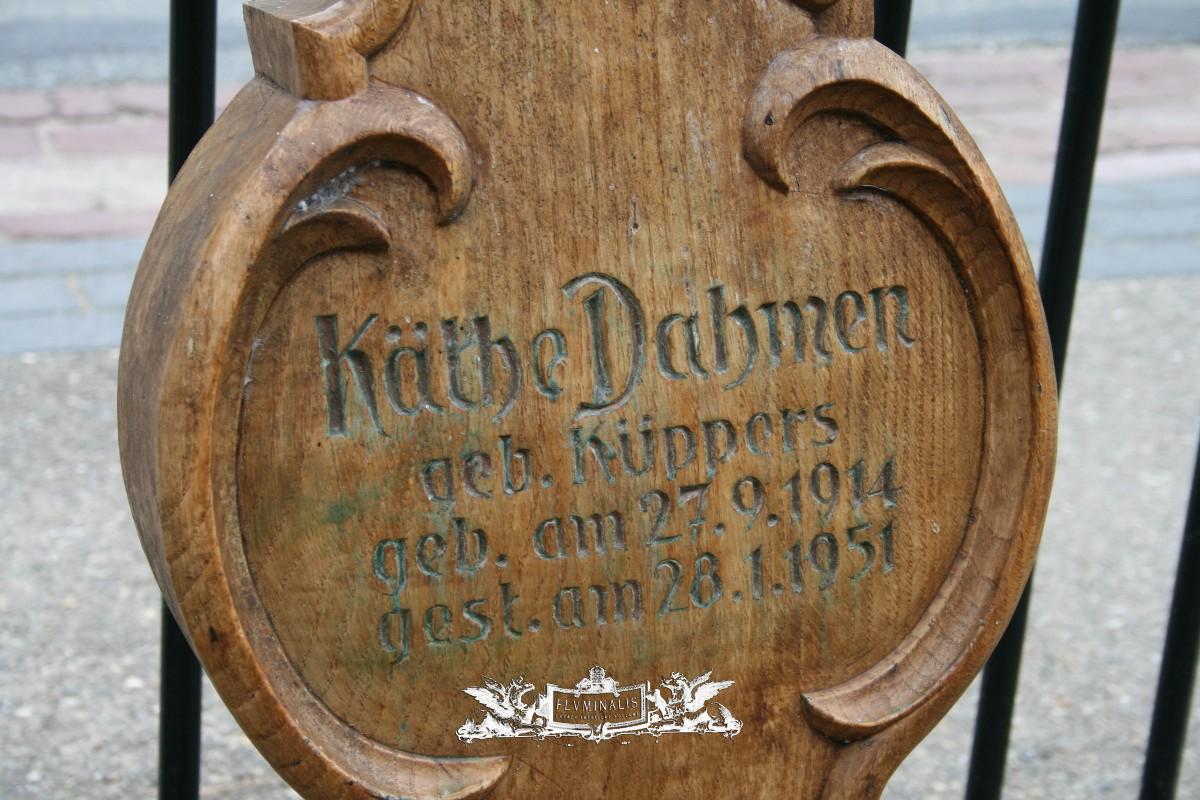 Käthe Dahmen
geb. Küppers
geb. am 27.9.1914
gest. am 28.1.1951
FLVMINALIS